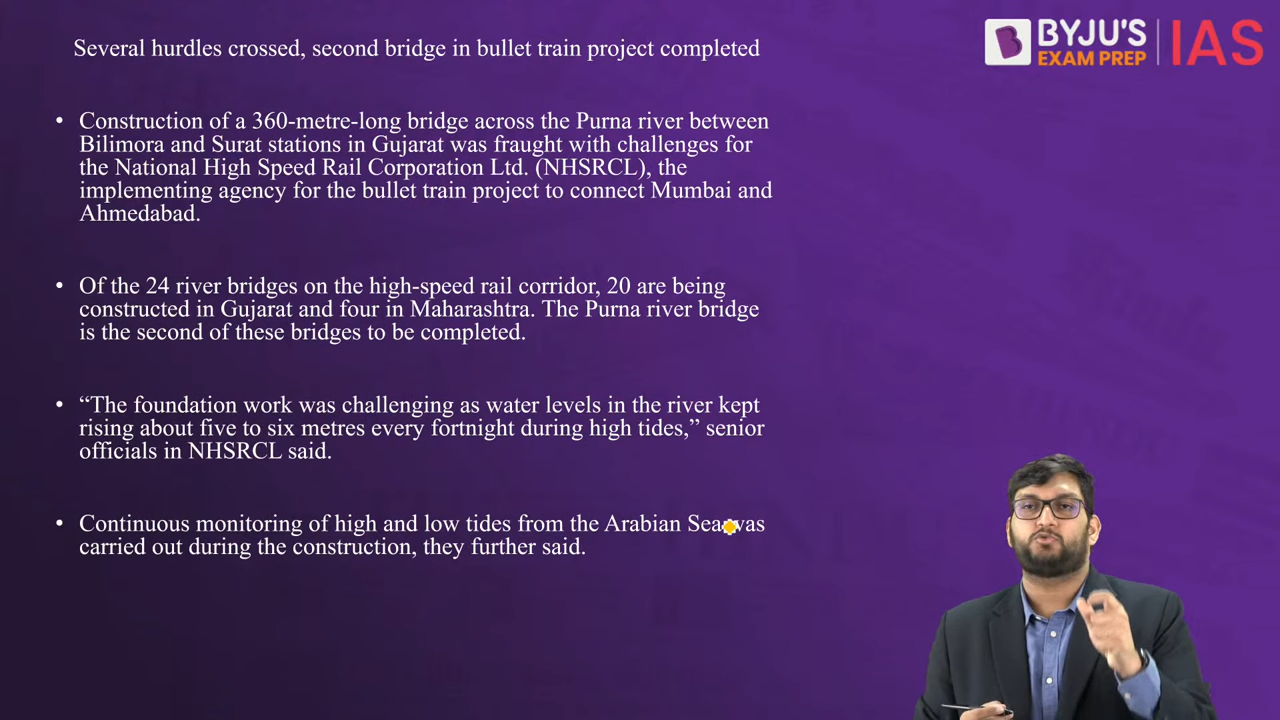 Several hurdles crossed, second bridge in bullet train project completed
BYJU'S
EXAM PREP
IAS
• Construction of a 360-metre-long bridge across the Purna river between
Bilimora and Surat stations in Gujarat was fraught with challenges for
the National High Speed Rail Corporation Ltd. (NHSRCL), the
implementing agency for the bullet train project to connect Mumbai and
Ahmedabad.
• Of the 24 river bridges on the high-speed rail corridor, 20 are being
constructed in Gujarat and four in Maharashtra. The Purna river bridge
is the second of these bridges to be completed.
• “The foundation work was challenging as water levels in the river kept
rising about five to six metres every fortnight during high tides,” senior
officials in NHSRCL said.
• Continuous monitoring of high and low tides from the Arabian Sea was
carried out during the construction, they further said.